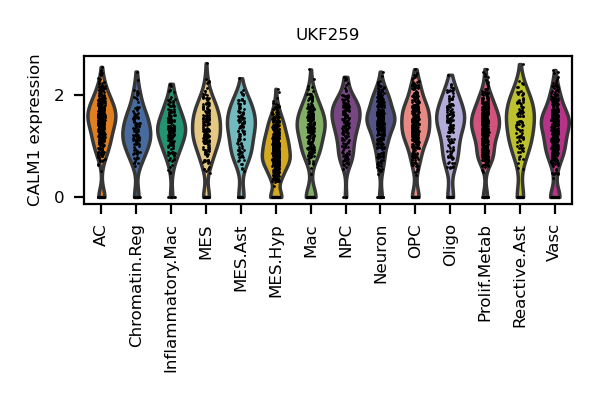 UKF259
CALM1 expression
2
0
AC
Chromatin.Reg
Inflammatory.Mac
MES
MES.Ast
MES.Hyp
Mac
NPC
Neuron
OPC
Oligo
Prolif.Metab
Reactive.Ast
Vasc